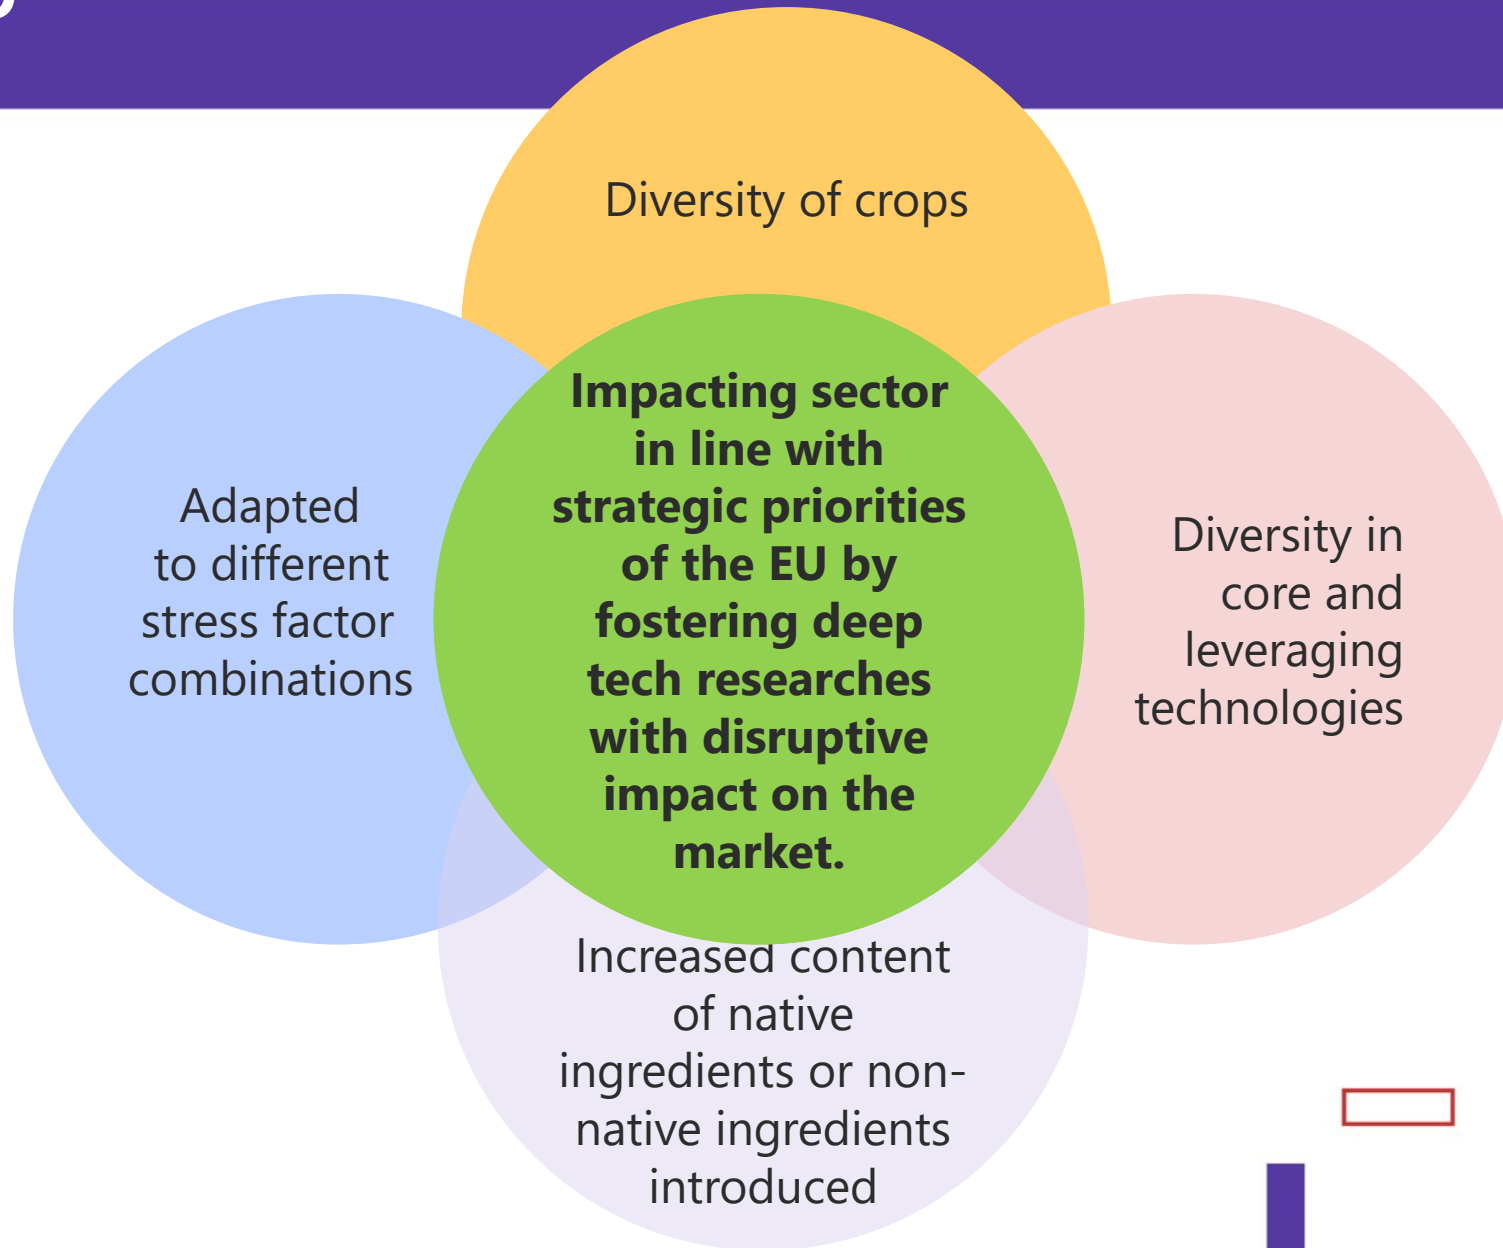 Diversity of crops
Impacting sector
in line with
strategic priorities
of the EU by
fostering deep
tech researches
with disruptive
impact on the
market.
Adapted
to different
stress factor
combinations
Diversity in
core and
leveraging
technologies
Increased content
of native
ingredients or non-
native ingredients
introduced